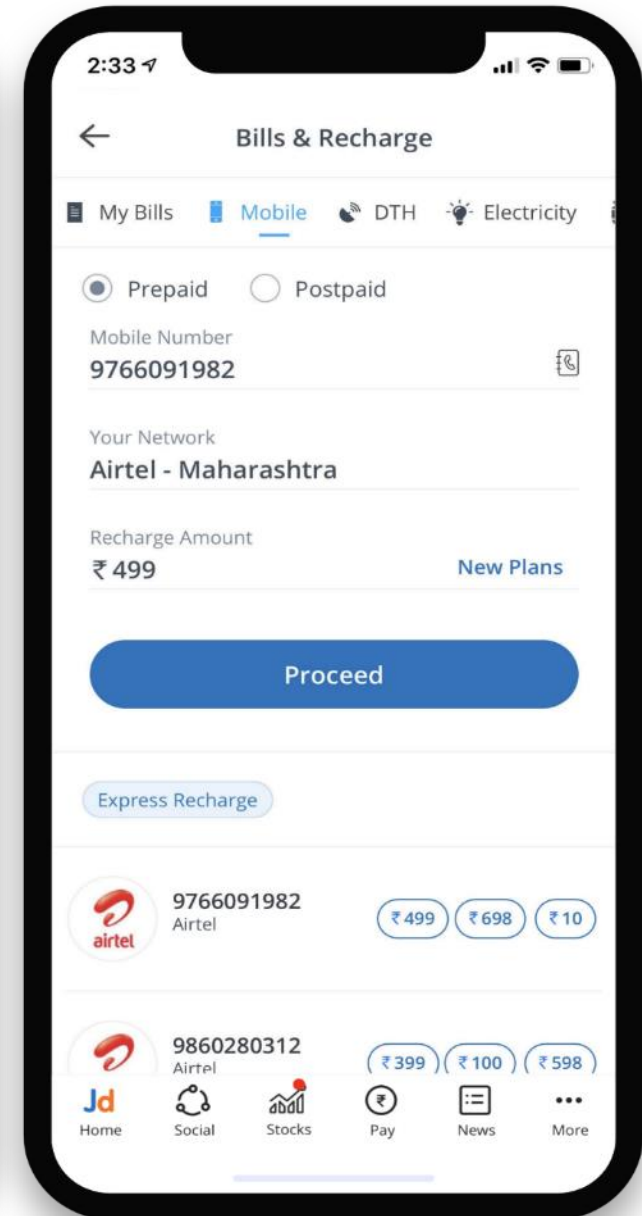 2:33
Bills & Recharge
My Bills Mobile DTH Electricity
Prepaid Postpaid
Mobile Number
9766091982
Your Network
Airtel - Maharashtra
Recharge Amount
₹ 499 New Plans
Proceed
Express Recharge
airtel
9766091982
Airtel
₹ 499 ₹ 698 ₹ 10
9860280312
Airtel
₹ 399 ₹ 100 ₹ 598
Jd
Home Social Stocks Pay News More